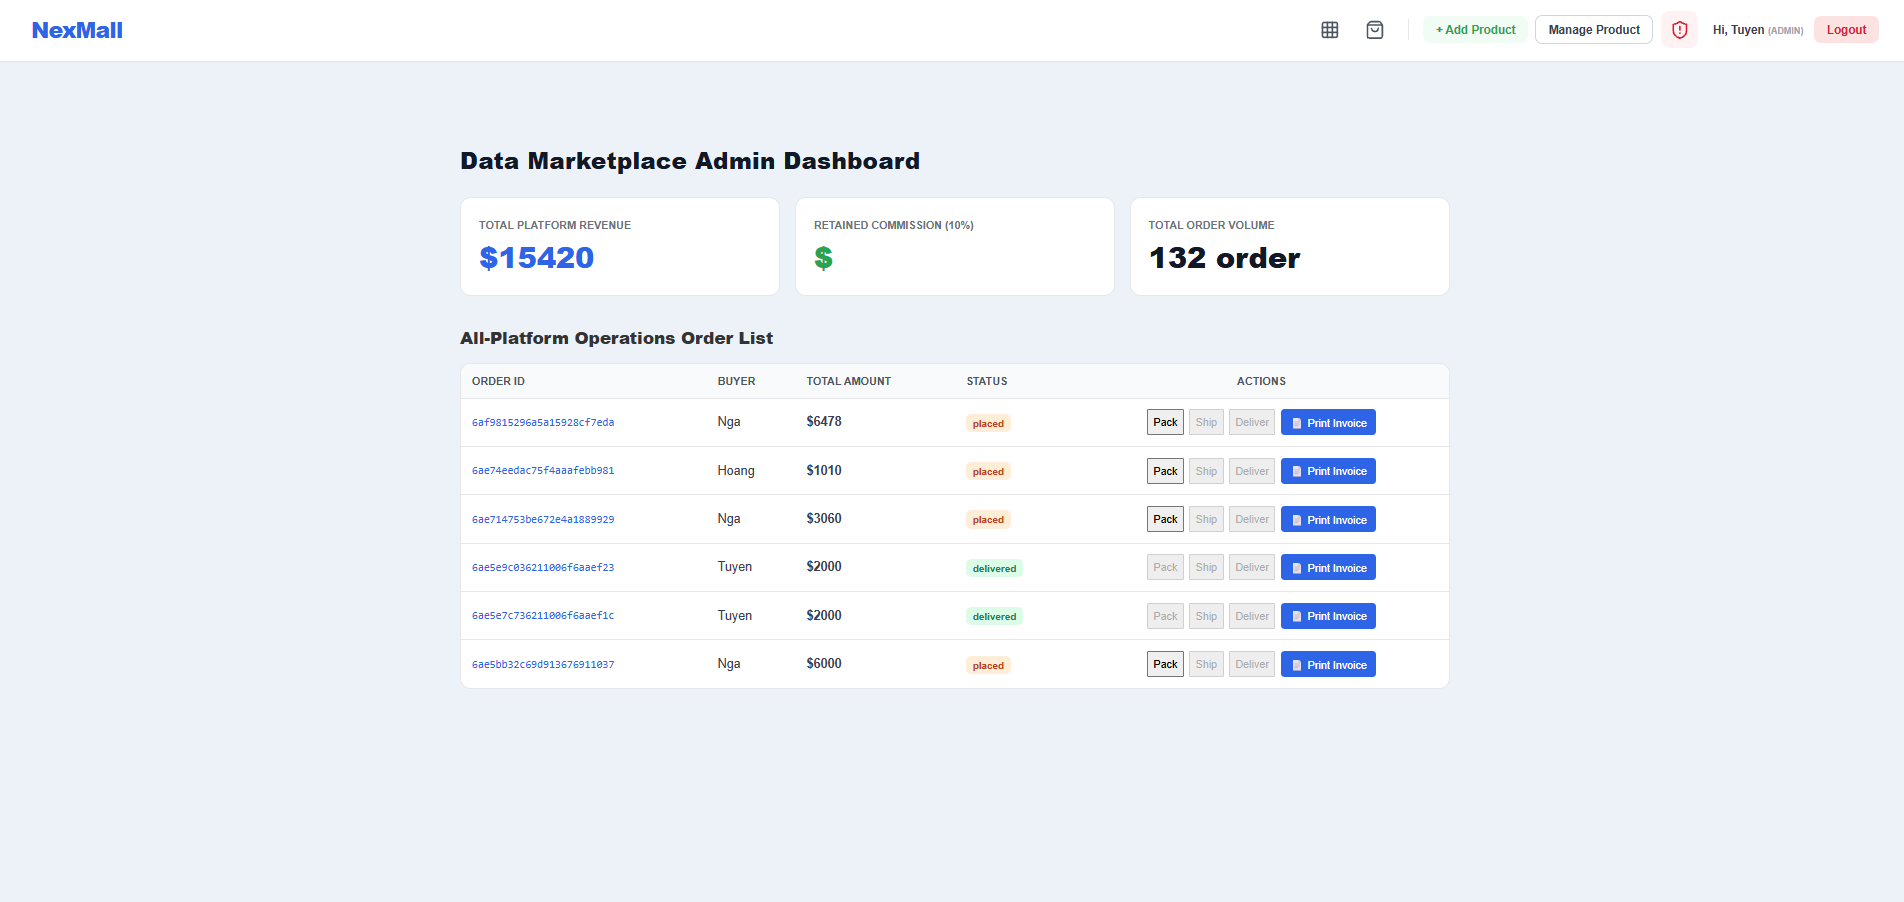 NexMall
+ Add Product
Manage Product
Hi, Tuyen (ADMIN)
Logout
Data Marketplace Admin Dashboard
TOTAL PLATFORM REVENUE
$15420
RETAINED COMMISSION (10%)
$
TOTAL ORDER VOLUME
132 order
All-Platform Operations Order List
ORDER ID BUYER TOTAL AMOUNT STATUS ACTIONS
6af9815296a5a15928cf7eda Nga $6478 placed Pack Ship Deliver Print Invoice
6ae74eedac75f4aaafebb981 Hoang $1010 placed Pack Ship Deliver Print Invoice
6ae714753be672e4a1889929 Nga $3060 placed Pack Ship Deliver Print Invoice
6ae5e9c036211006f6aaef23 Tuyen $2000 delivered Pack Ship Deliver Print Invoice
6ae5e7c736211006f6aaef1c Tuyen $2000 delivered Pack Ship Deliver Print Invoice
6ae5bb32c69d913676911037 Nga $6000 placed Pack Ship Deliver Print Invoice